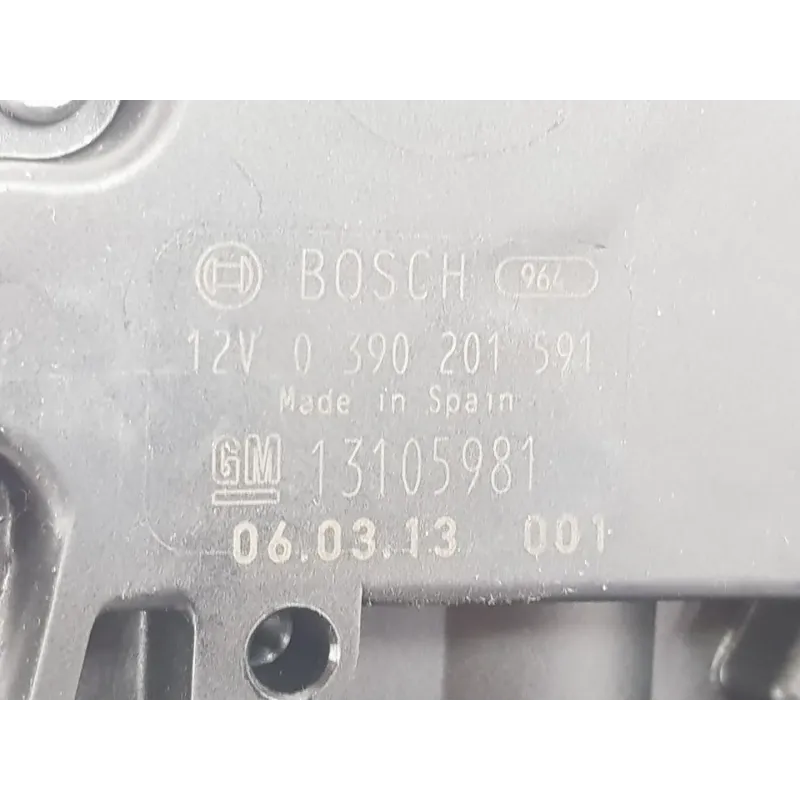 BOSCH 964
12V 0 390 201 591
Made in Spain
GM 13105981
06.03.13 001